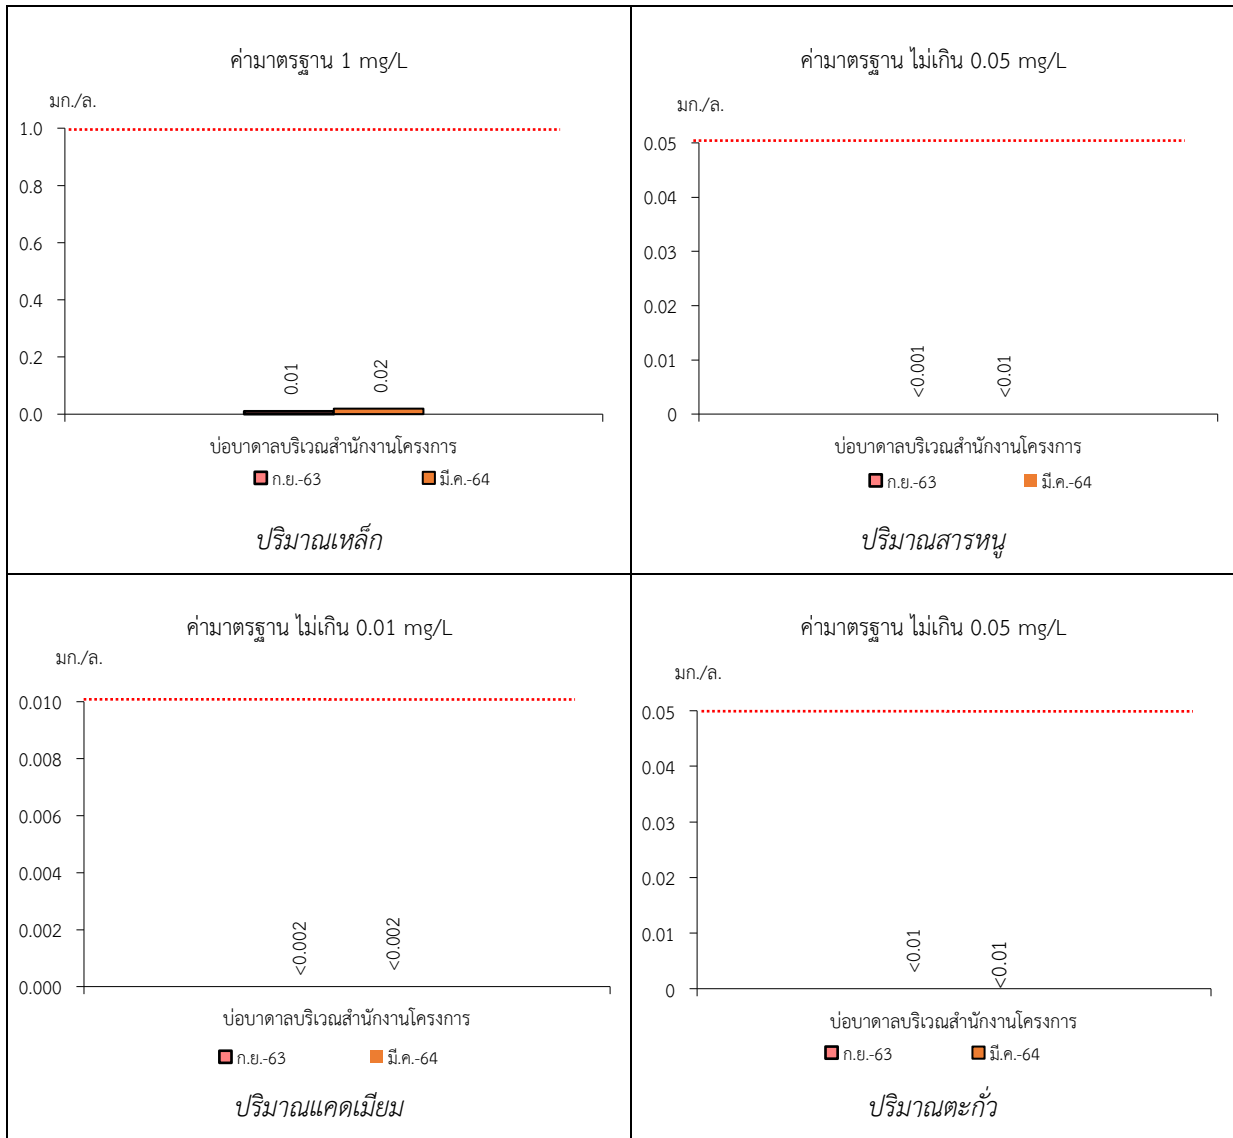 ค่ามาตรฐาน 1 mg/L
มก./ล.
1.0
0.8
0.6
0.4
0.2
0.0
0.01
0.02
บ่อบาดาลบริเวณสำนักงานโครงการ
ก.ย.-63 มี.ค.-64
ปริมาณเหล็ก
ค่ามาตรฐาน ไม่เกิน 0.05 mg/L
มก./ล.
0.05
0.04
0.03
0.02
0.01
0
<0.001
<0.01
บ่อบาดาลบริเวณสำนักงานโครงการ
ก.ย.-63 มี.ค.-64
ปริมาณสารหนู
ค่ามาตรฐาน ไม่เกิน 0.01 mg/L
มก./ล.
0.010
0.008
0.006
0.004
0.002
0.000
<0.002
<0.002
บ่อบาดาลบริเวณสำนักงานโครงการ
ก.ย.-63 มี.ค.-64
ปริมาณแคดเมียม
ค่ามาตรฐาน ไม่เกิน 0.05 mg/L
มก./ล.
0.05
0.04
0.03
0.02
0.01
0
<0.01
<0.01
บ่อบาดาลบริเวณสำนักงานโครงการ
ก.ย.-63 มี.ค.-64
ปริมาณตะกั่ว